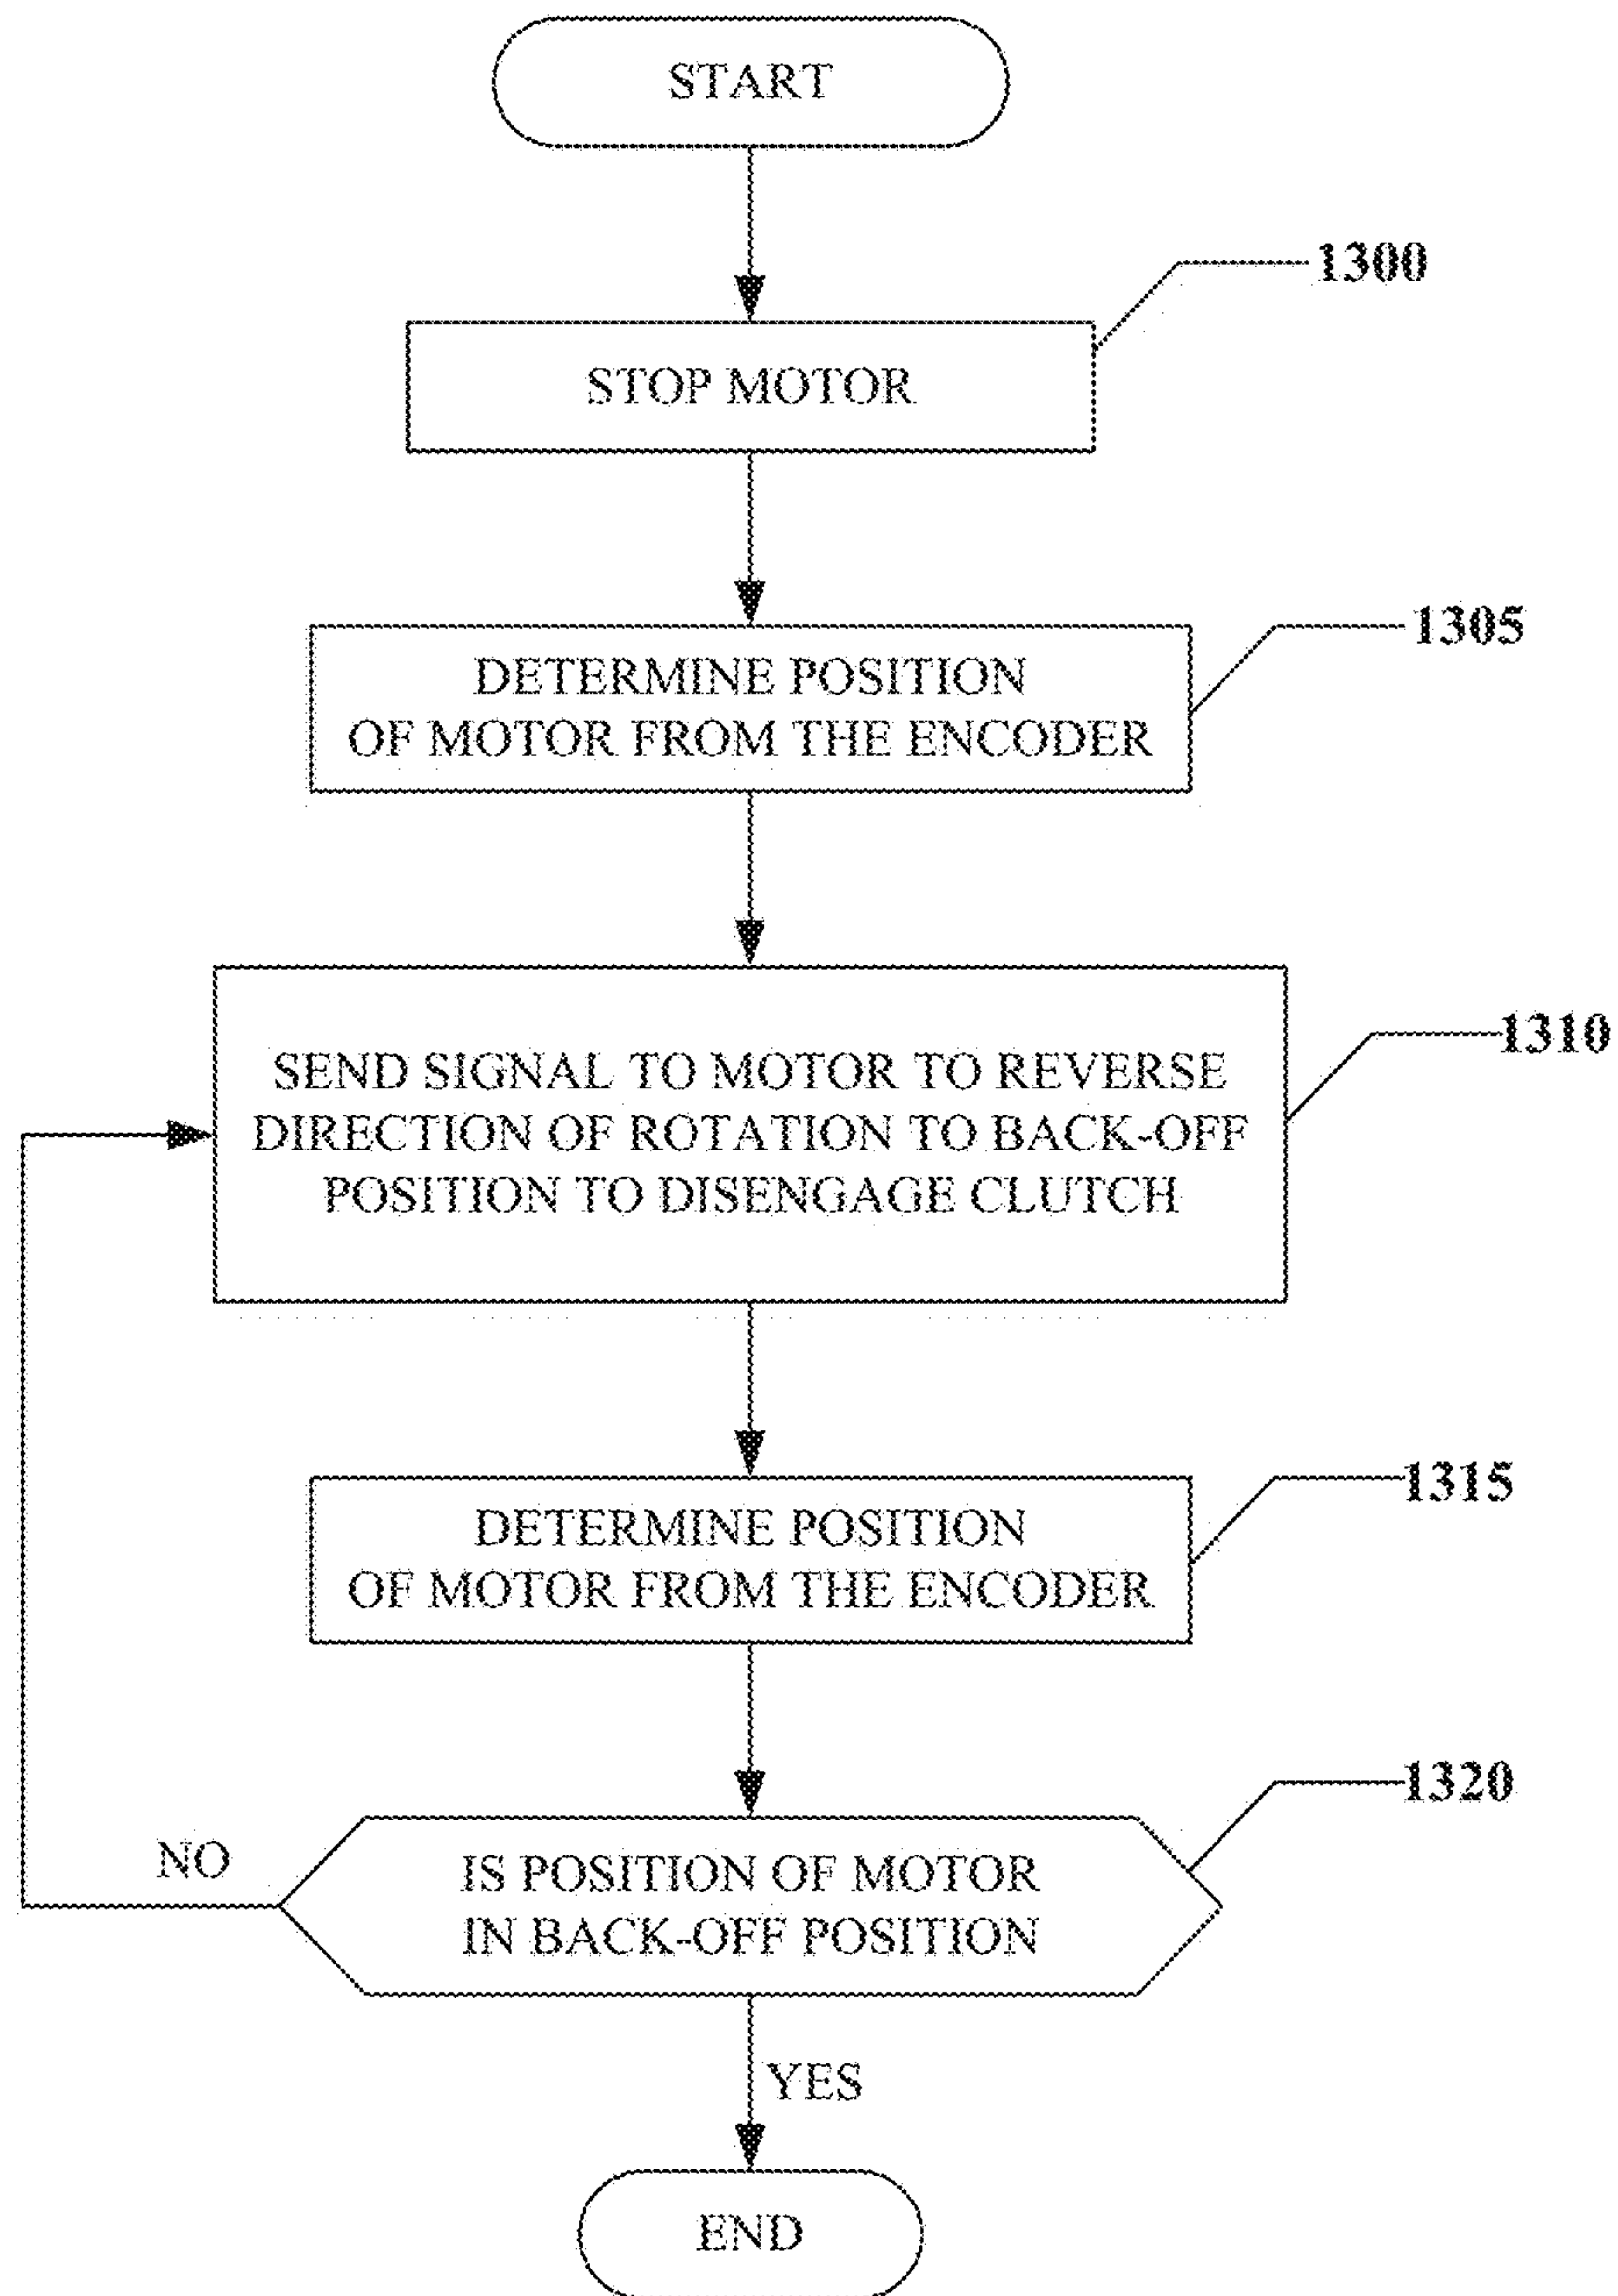 START
1300
STOP MOTOR
1305
DETERMINE POSITION
OF MOTOR FROM THE ENCODER
1310
SEND SIGNAL TO MOTOR TO REVERSE
DIRECTION OF ROTATION TO BACK-OFF
POSITION TO DISENGAGE CLUTCH
1315
DETERMINE POSITION
OF MOTOR FROM THE ENCODER
1320
NO
IS POSITION OF MOTOR
IN BACK-OFF POSITION
YES
END